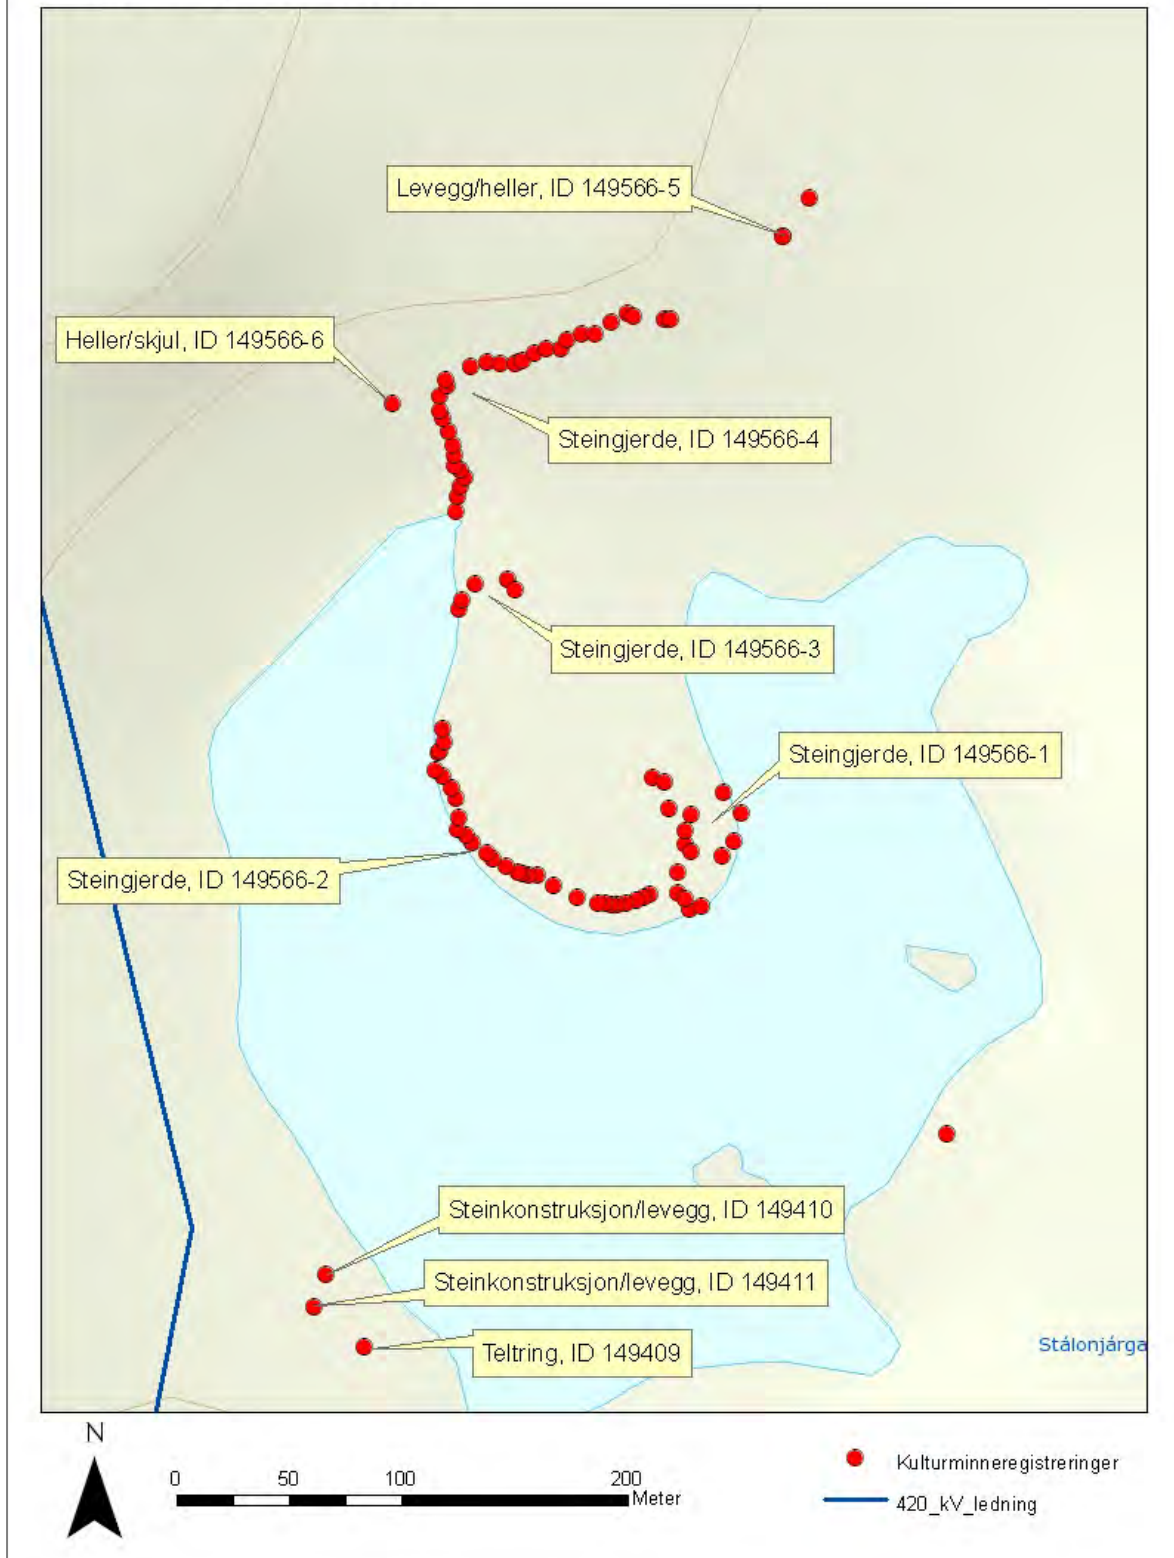 Levegg/heller, ID 149566-5
Heller/skjul, ID 149566-6
Steingjerde, ID 149566-4
Steingjerde, ID 149566-3
Steingjerde, ID 149566-1
Steingjerde, ID 149566-2
Steinkonstruksjon/levegg, ID 149410
Steinkonstruksjon/levegg, ID 149411
Stálonjárga
Teltring, ID 149409
N
0 50 100 200
Meter
Kulturminneregistreringer
420_kV_ledning